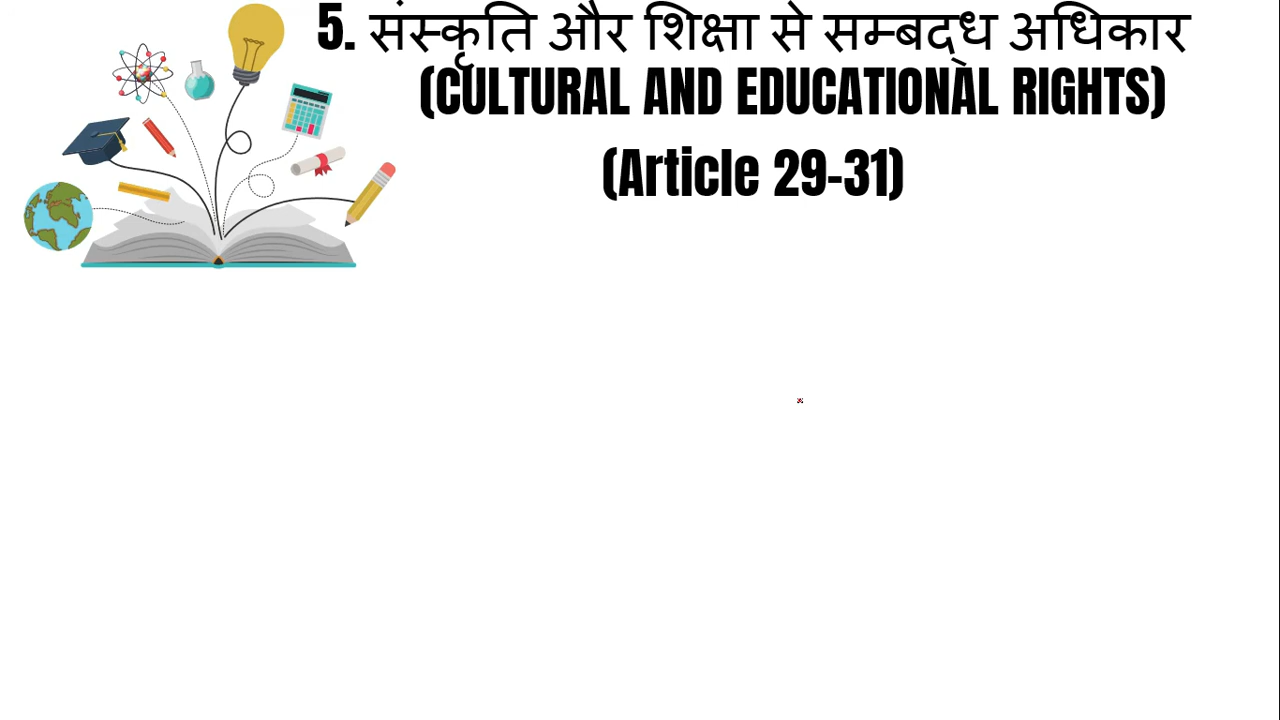 5. संस्कृति और शिक्षा से सम्बद्ध अधिकार
(CULTURAL AND EDUCATIONAL RIGHTS)
(Article 29-31)